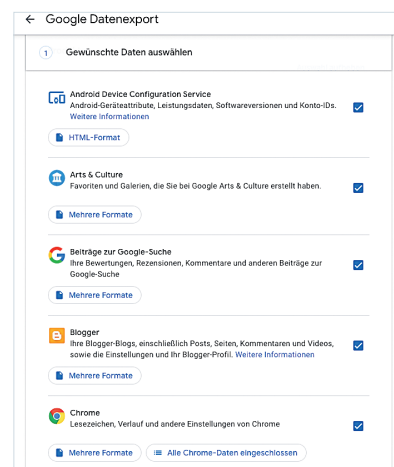 ← Google Datenexport
1 Gewünschte Daten auswählen
Android Device Configuration Service
Android-Geräteattribute, Leistungsdaten, Softwareversionen und Konto-IDs.
Weitere Informationen
HTML-Format
Arts & Culture
Favoriten und Galerien, die Sie bei Google Arts & Culture erstellt haben.
Mehrere Formate
Beiträge zur Google-Suche
Ihre Bewertungen, Rezensionen, Kommentare und anderen Beiträge zur
Google-Suche
Mehrere Formate
Blogger
Ihre Blogger-Blogs, einschließlich Posts, Seiten, Kommentaren und Videos,
sowie die Einstellungen und Ihr Blogger-Profil. Weitere Informationen
Mehrere Formate
Chrome
Lesezeichen, Verlauf und andere Einstellungen von Chrome
Mehrere Formate Alle Chrome-Daten eingeschlossen